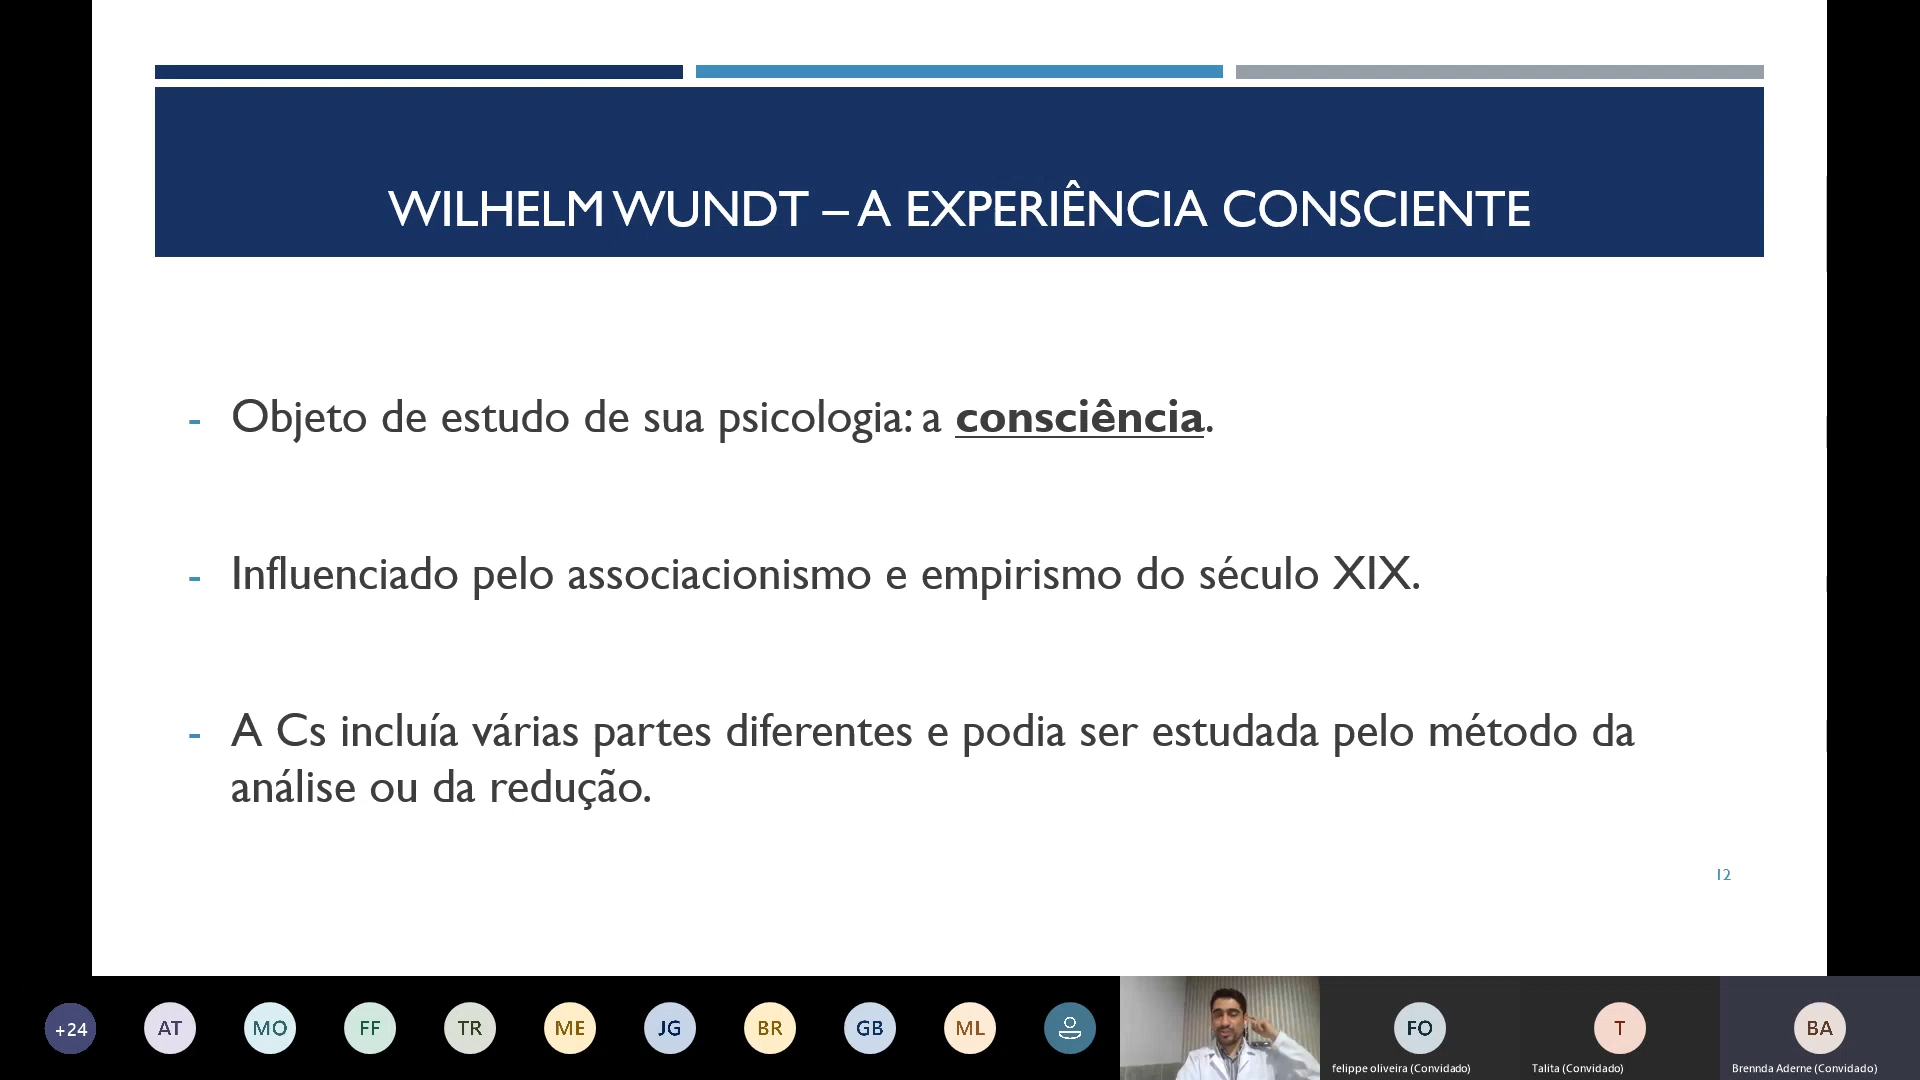 WILHELM WUNDT – A EXPERIÊNCIA CONSCIENTE
- Objeto de estudo de sua psicologia: a consciência.
- Influenciado pelo associacionismo e empirismo do século XIX.
- A Cs incluía várias partes diferentes e podia ser estudada pelo método da
análise ou da redução.
12
+24 AT MO FF TR ME JG BR GB ML FO T BA
felippe oliveira (Convidado) Talita (Convidado) Brennda Aderne (Convidado)